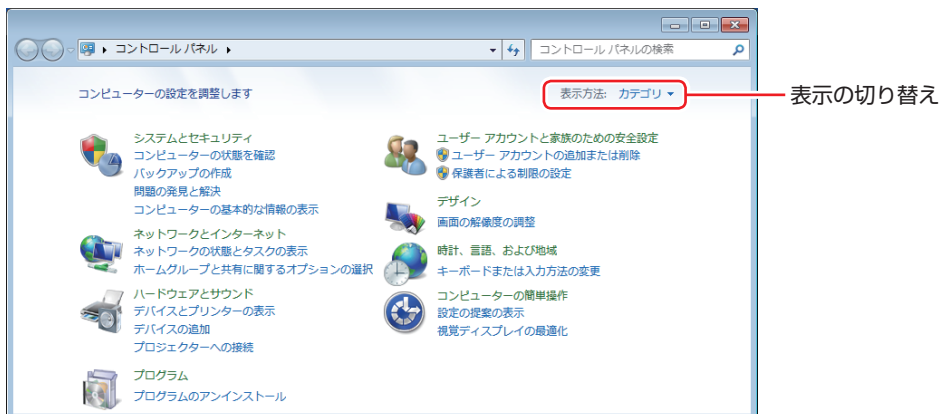 コントロール パネル
コントロール パネルの検索
コンピューターの設定を調整します
表示方法: カテゴリ
表示の切り替え
システムとセキュリティ
コンピューターの状態を確認
バックアップの作成
問題の発見と解決
コンピューターの基本的な情報の表示
ネットワークとインターネット
ネットワークの状態とタスクの表示
ホームグループと共有に関するオプションの選択
ハードウェアとサウンド
デバイスとプリンターの表示
デバイスの追加
プロジェクターへの接続
プログラム
プログラムのアンインストール
ユーザー アカウントと家族のための安全設定
ユーザー アカウントの追加または削除
保護者による制限の設定
デザイン
画面の解像度の調整
時計、言語、および地域
キーボードまたは入力方法の変更
コンピューターの簡単操作
設定の提案の表示
視覚ディスプレイの最適化